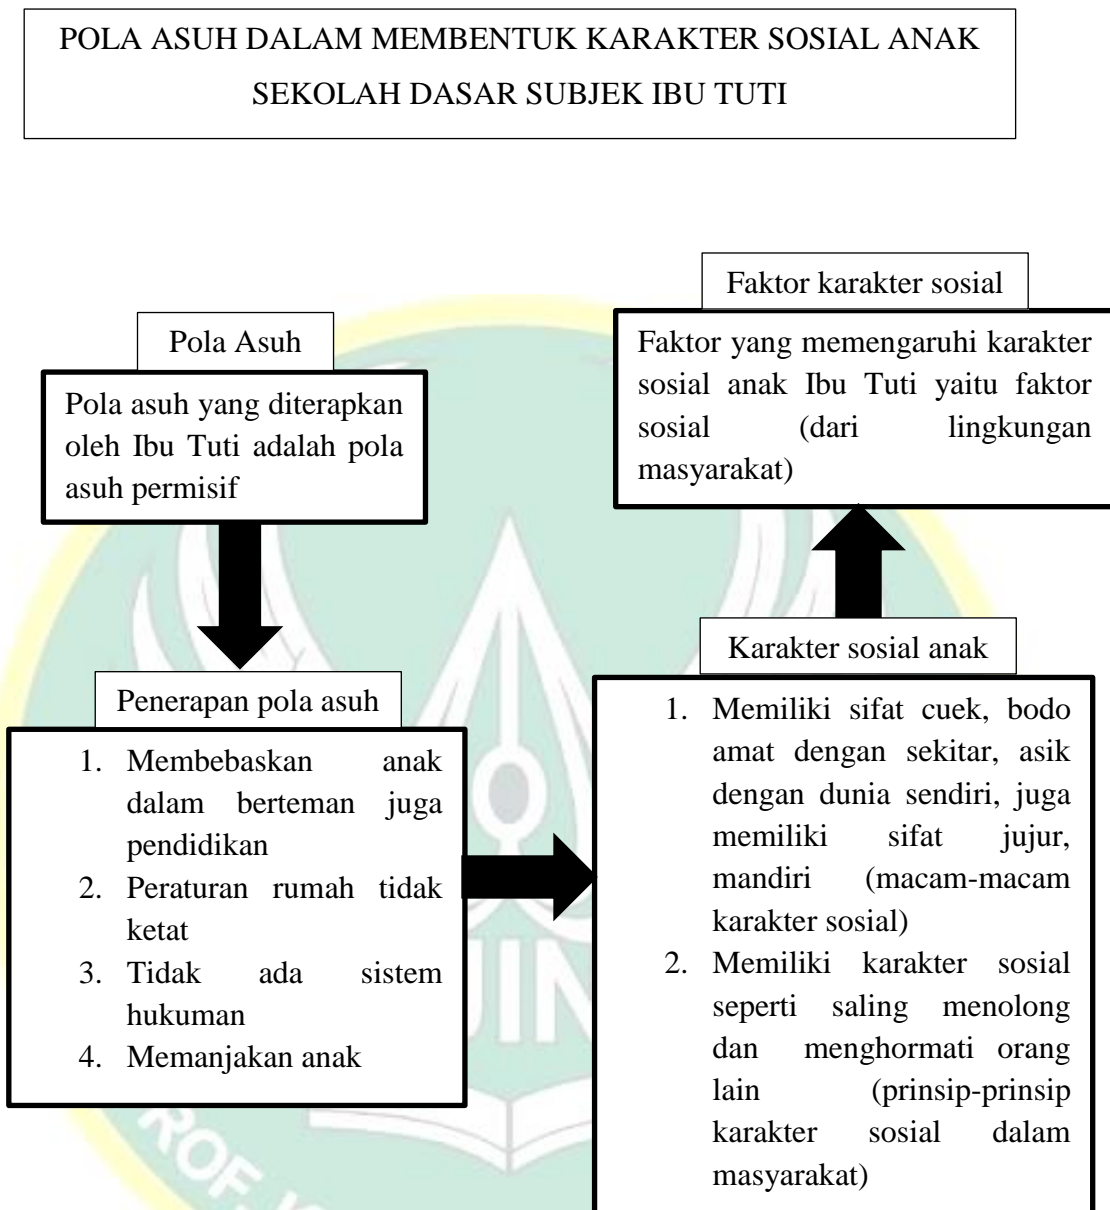 POLA ASUH DALAM MEMBENTUK KARAKTER SOSIAL ANAK
SEKOLAH DASAR SUBJEK IBU TUTI
Pola Asuh
Pola asuh yang diterapkan
oleh Ibu Tuti adalah pola
asuh permisif
Penerapan pola asuh
1. Membebaskan anak
dalam berteman juga
pendidikan
2. Peraturan rumah tidak
ketat
3. Tidak ada sistem
hukuman
4. Memanjakan anak
Faktor karakter sosial
Faktor yang memengaruhi karakter
sosial anak Ibu Tuti yaitu faktor
sosial (dari lingkungan
masyarakat)
Karakter sosial anak
1. Memiliki sifat cuek, bodo
amat dengan sekitar, asik
dengan dunia sendiri, juga
memiliki sifat jujur,
mandiri (macam-macam
karakter sosial)
2. Memiliki karakter sosial
seperti saling menolong
dan menghormati orang
lain (prinsip-prinsip
karakter sosial dalam
masyarakat)
UIN
PROF. K